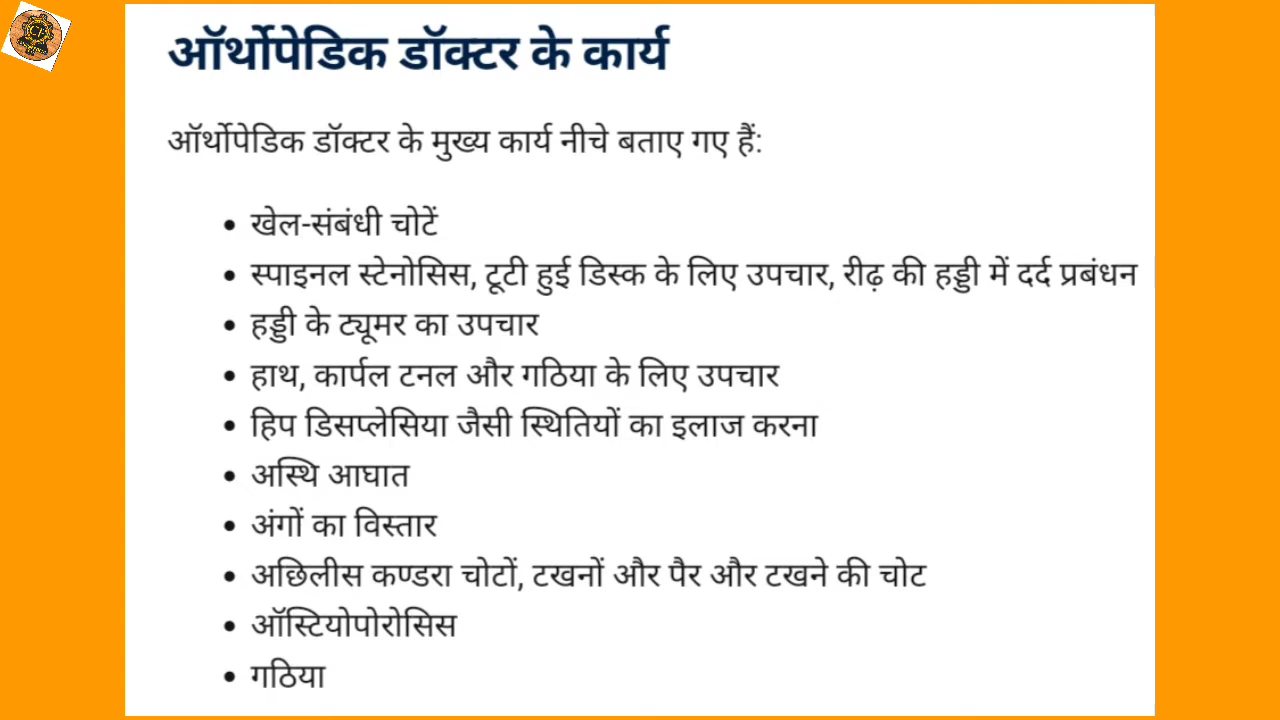 ऑर्थोपेडिक डॉक्टर के कार्य
ऑर्थोपेडिक डॉक्टर के मुख्य कार्य नीचे बताए गए हैं:
• खेल-संबंधी चोटें
• स्पाइनल स्टेनोसिस, टूटी हुई डिस्क के लिए उपचार, रीढ़ की हड्डी में दर्द प्रबंधन
• हड्डी के ट्यूमर का उपचार
• हाथ, कार्पल टनल और गठिया के लिए उपचार
• हिप डिसप्लेसिया जैसी स्थितियों का इलाज करना
• अस्थि आघात
• अंगों का विस्तार
• अछिलीस कण्डरा चोटों, टखनों और पैर और टखने की चोट
• ऑस्टियोपोरोसिस
• गठिया